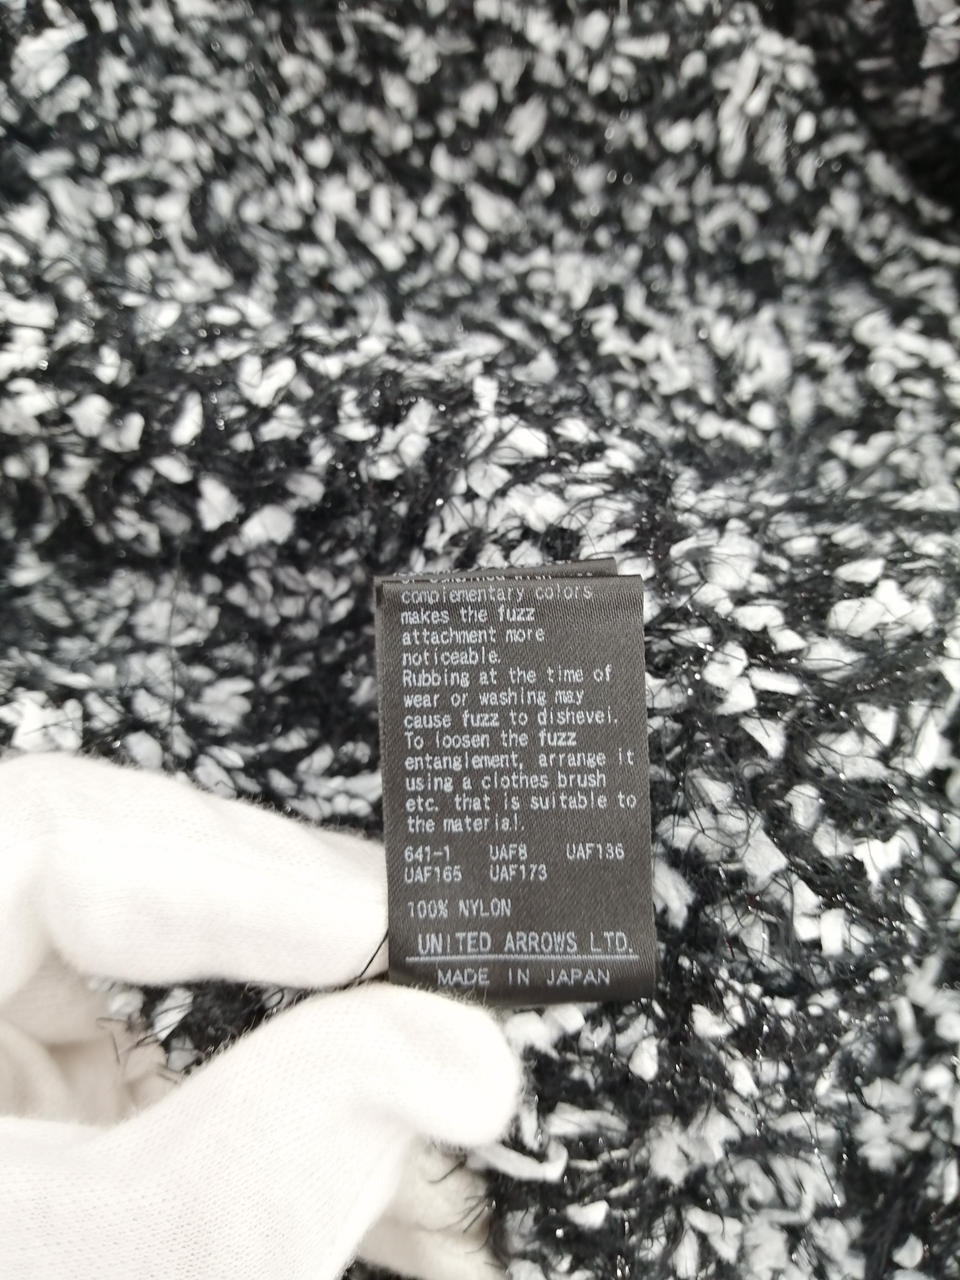 complementary colors
makes the fuzz
attachment more
noticeable.
Rubbing at the time of
wear or washing may
cause fuzz to dishevei.
To loosen the fuzz
entanglement, arrange it
using a clothes brush
etc. that is suitable to
the material.
641-1 UAF8 UAF136
UAF165 UAF173
100% NYLON
UNITED ARROWS LTD.
MADE IN JAPAN